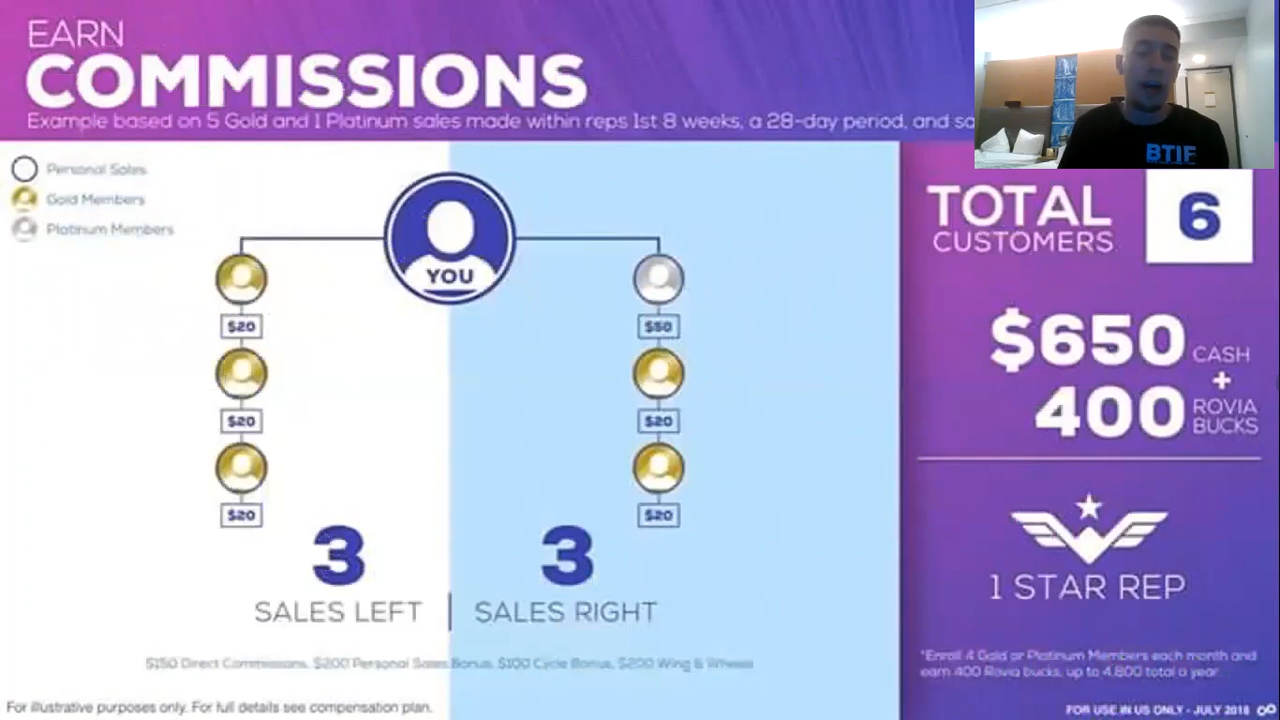 EARN
COMMISSIONS
Example based on 5 Gold and 1 Platinum sales made within reps 1st 8 weeks, a 28-day period, and sa
Personal Sales
Gold Members
Platinum Members
YOU
$20
$50
$20
$20
$20
$20
3
SALES LEFT
3
SALES RIGHT
$150 Direct Commissions, $200 Personal Sales Bonus, $100 Cycle Bonus, $200 Wing & Wheels
For illustrative purposes only. For full details see compensation plan.
BTIF
TOTAL
CUSTOMERS
6
$650 CASH
+
400 ROVIA
BUCKS
1 STAR REP
*Enroll 4 Gold or Platinum Members each month and
earn 400 Rovia bucks, up to 4,800 total a year.
FOR USE IN US ONLY - JULY 2018